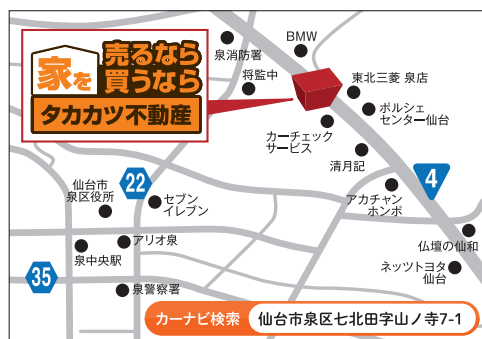 BMW
泉消防署
売るなら
家を
買うなら
タカカツ不動産
将監中
東北三菱 泉店
ポルシェ
センター仙台
カーチェック
サービス
清月記
4
アカチャン
ホンポ
22
仙台市
泉区役所
セブン
イレブン
仏壇の仙和
アリオ泉
泉中央駅
ネッツトヨタ
仙台
35
泉警察署
カーナビ検索 仙台市泉区七北田字山ノ寺7-1